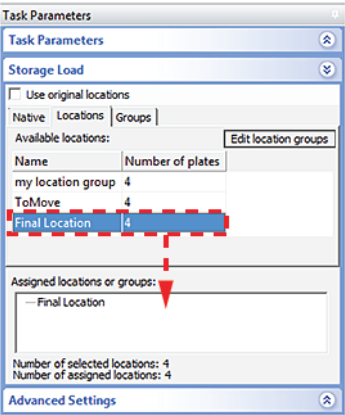 Task Parameters
Task Parameters
Storage Load
Use original locations
Native Locations Groups
Available locations: Edit location groups
Name Number of plates
my location group 4
ToMove 4
Final Location 4
Assigned locations or groups:
Final Location
Number of selected locations: 4
Number of assigned locations: 4
Advanced Settings